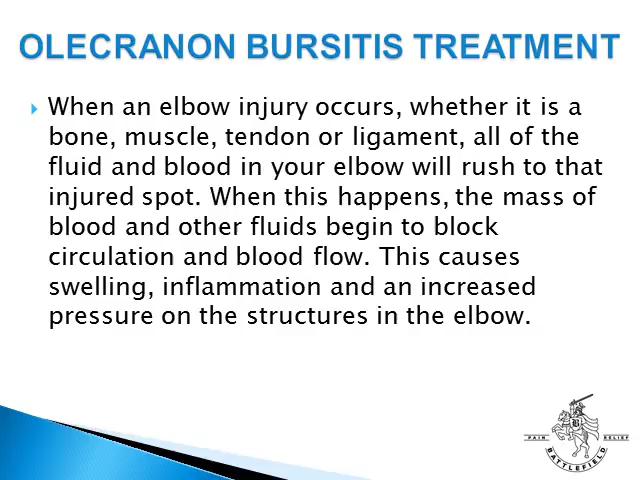 OLECRANON BURSITIS TREATMENT
When an elbow injury occurs, whether it is a
bone, muscle, tendon or ligament, all of the
fluid and blood in your elbow will rush to that
injured spot. When this happens, the mass of
blood and other fluids begin to block
circulation and blood flow. This causes
swelling, inflammation and an increased
pressure on the structures in the elbow.
B
PAIN RELIEF
BATTLEFIELD